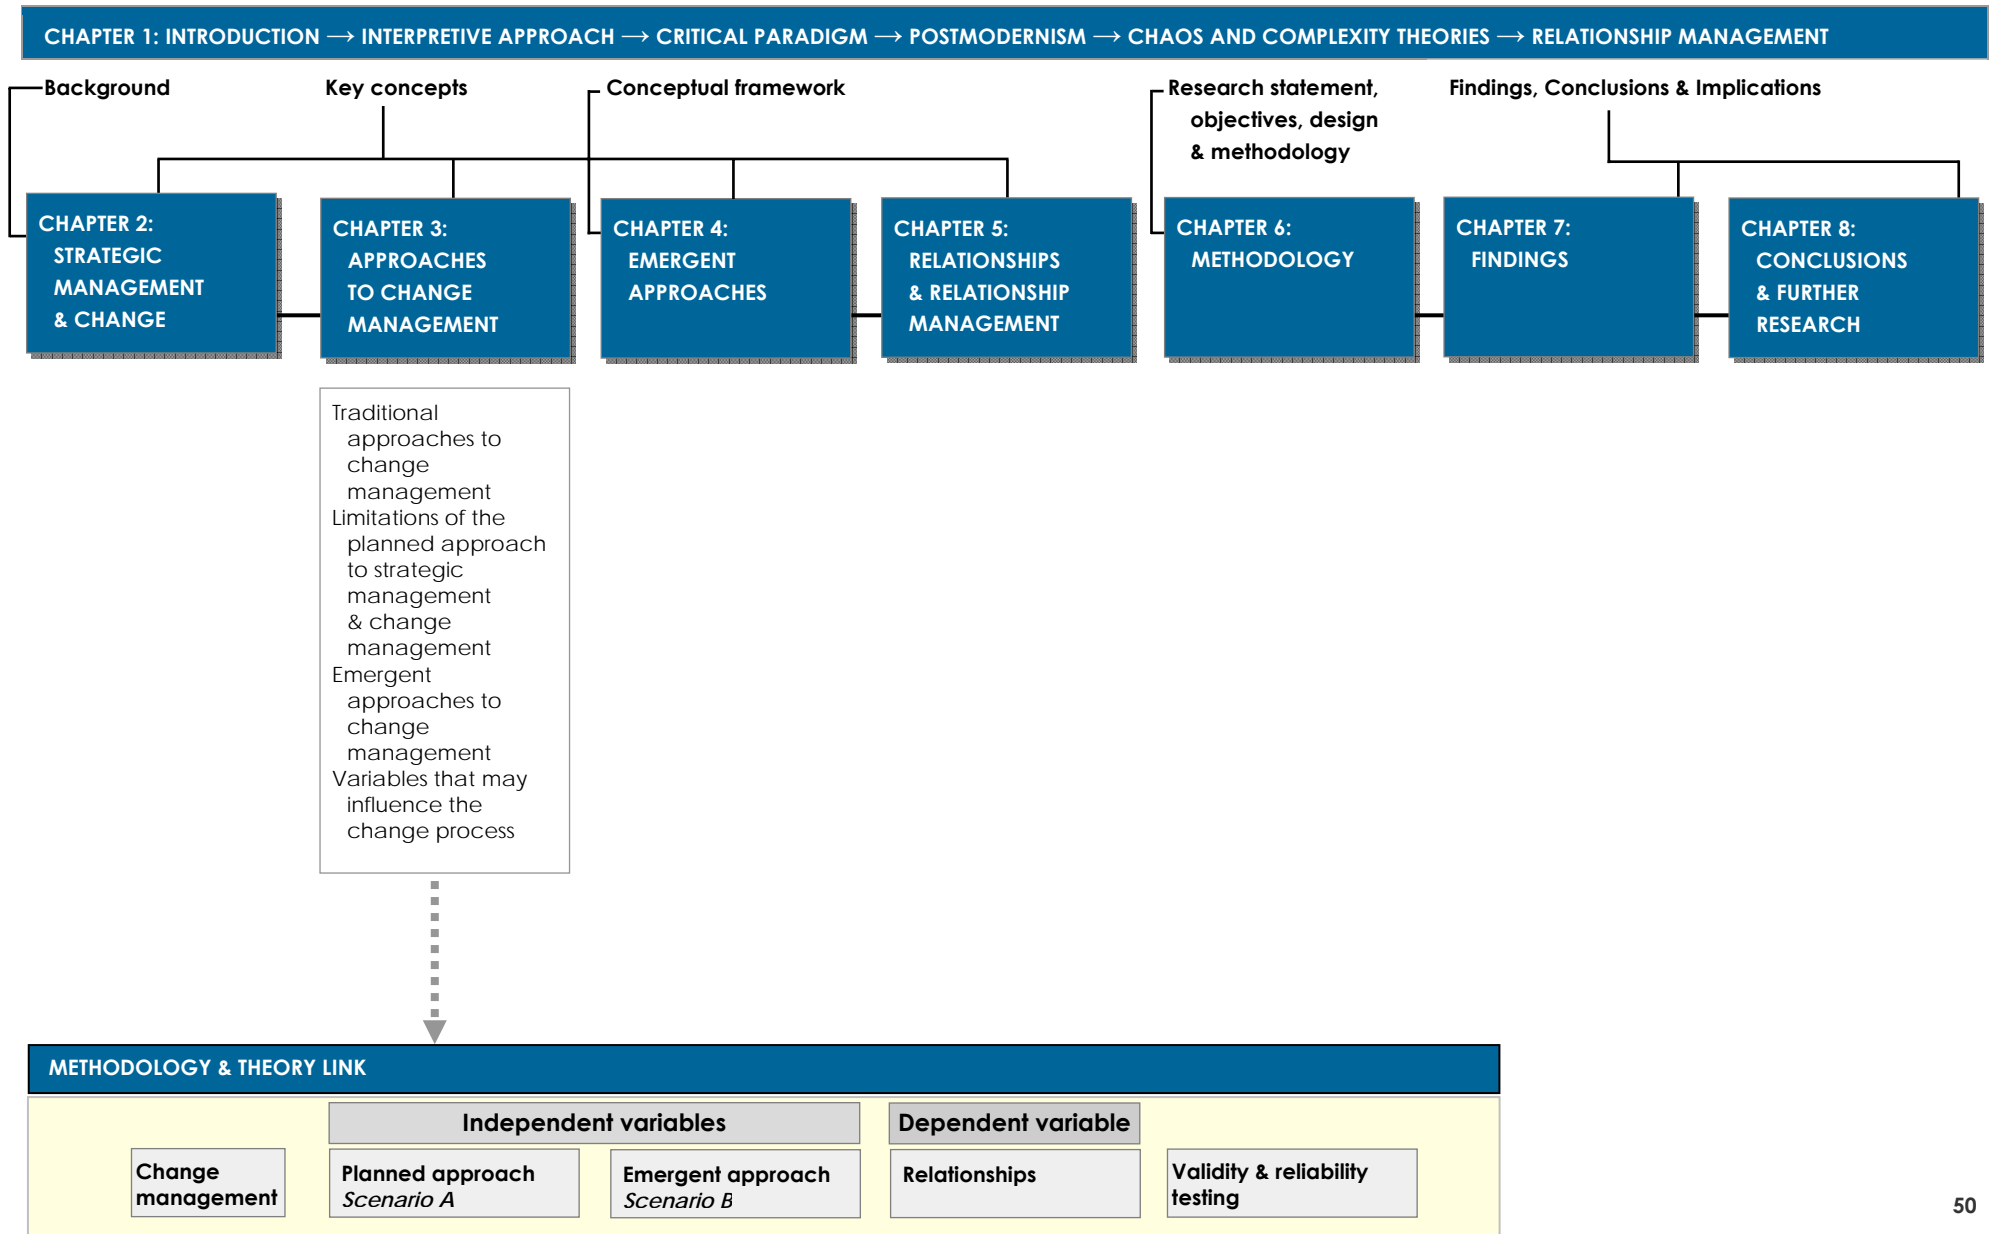 CHAPTER 1: INTRODUCTION → INTERPRETIVE APPROACH → CRITICAL PARADIGM → POSTMODERNISM → CHAOS AND COMPLEXITY THEORIES → RELATIONSHIP MANAGEMENT
Background
Key concepts
Conceptual framework
Research statement,
objectives, design
& methodology
Findings, Conclusions & Implications
CHAPTER 2:
STRATEGIC
MANAGEMENT
& CHANGE
CHAPTER 3:
APPROACHES
TO CHANGE
MANAGEMENT
CHAPTER 4:
EMERGENT
APPROACHES
CHAPTER 5:
RELATIONSHIPS
& RELATIONSHIP
MANAGEMENT
CHAPTER 6:
METHODOLOGY
CHAPTER 7:
FINDINGS
CHAPTER 8:
CONCLUSIONS
& FURTHER
RESEARCH
Traditional
approaches to
change
management
Limitations of the
planned approach
to strategic
management
& change
management
Emergent
approaches to
change
management
Variables that may
influence the
change process
METHODOLOGY & THEORY LINK
Independent variables
Dependent variable
Change
management
Planned approach
Scenario A
Emergent approach
Scenario B
Relationships
Validity & reliability
testing
50